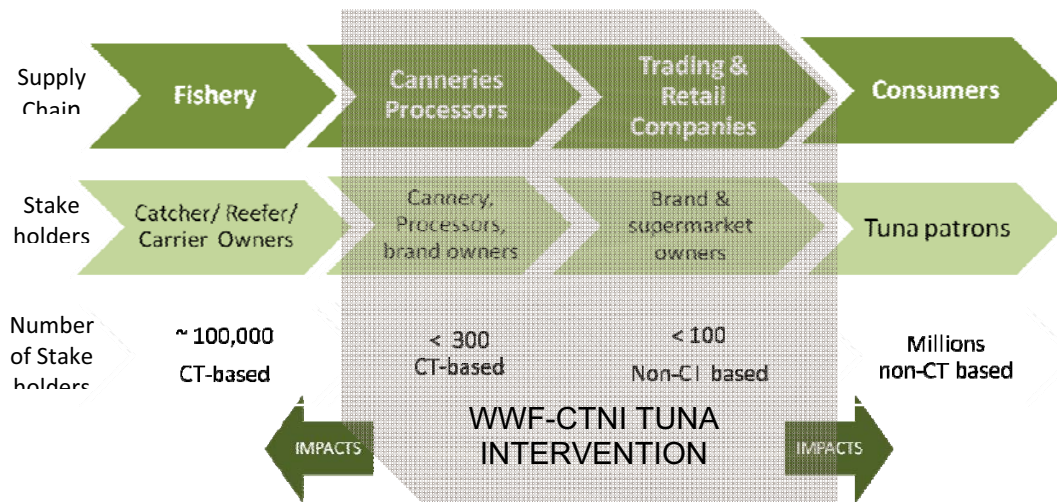 Supply
Chain
Fishery
Canneries
Processors
Trading &
Retail
Companies
Consumers
Stake
holders
Catcher/ Reefer/
Carrier Owners
Cannery,
Processors,
brand owners
Brand &
supermarket
owners
Tuna patrons
Number
of Stake
holders
~ 100,000
CT-based
< 300
CT-based
< 100
Non-CT based
Millions
non-CT based
IMPACTS
WWF-CTNI TUNA
INTERVENTION
IMPACTS